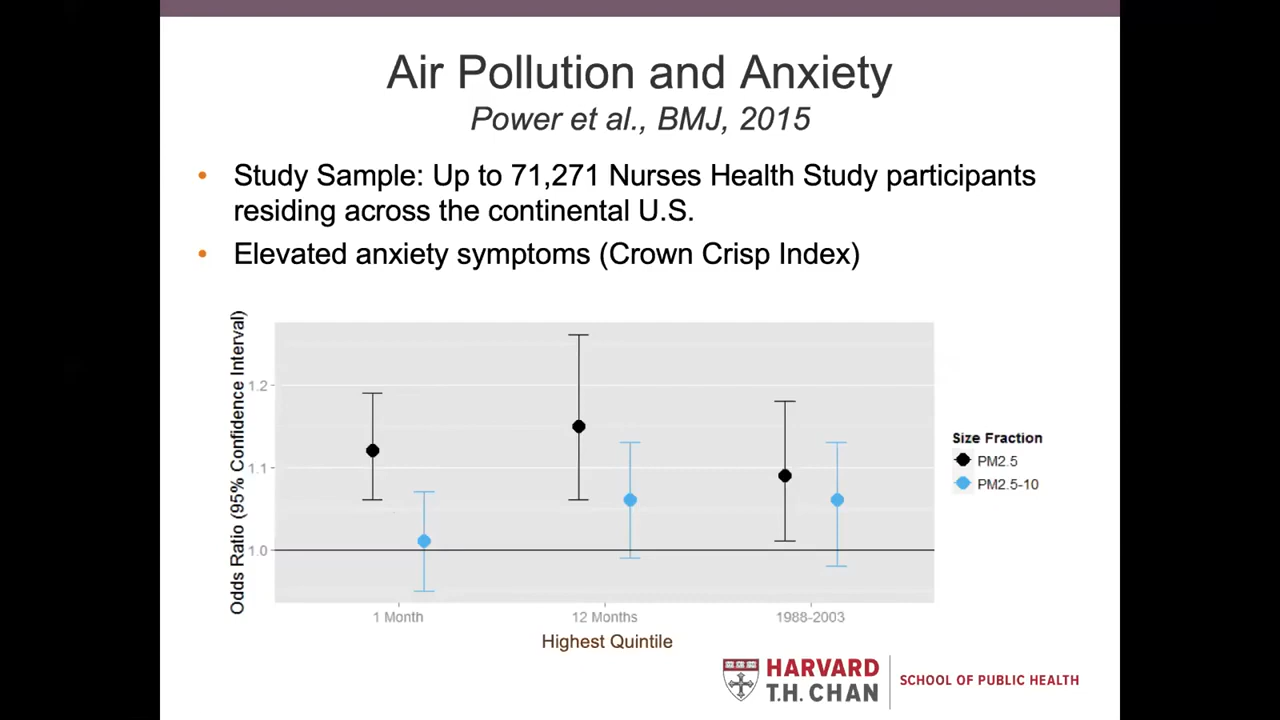 Air Pollution and Anxiety
Power et al., BMJ, 2015
• Study Sample: Up to 71,271 Nurses Health Study participants
residing across the continental U.S.
• Elevated anxiety symptoms (Crown Crisp Index)
Odds Ratio (95% Confidence Interval)
1.2
1.1
1.0
1 Month
12 Months
1988-2003
Highest Quintile
Size Fraction
PM2.5
PM2.5-10
HARVARD
T.H. CHAN
SCHOOL OF PUBLIC HEALTH